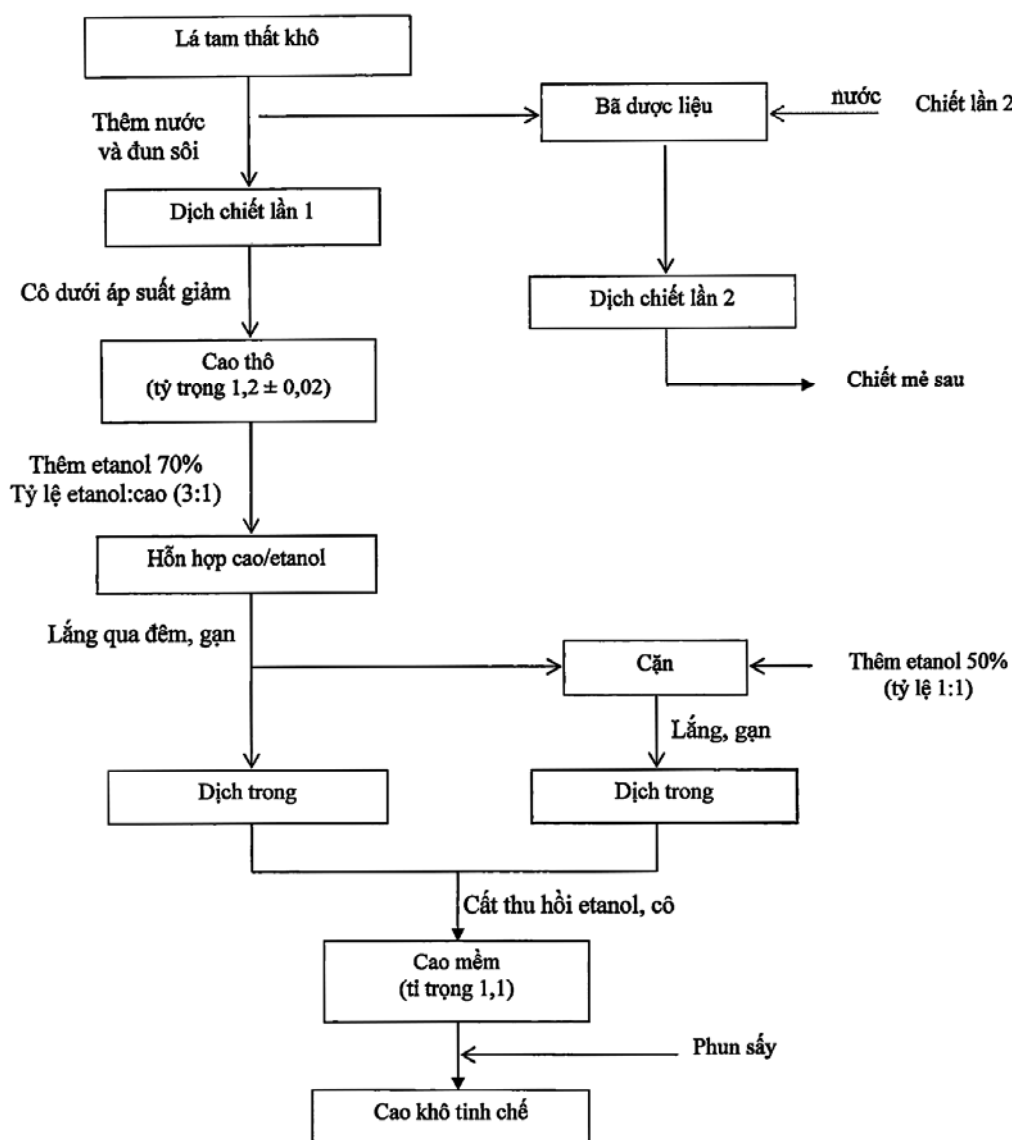 Lá tam thất khô
Thêm nước
và đun sôi
Bã dược liệu
nước
Chiết lần 2
Dịch chiết lần 1
Cô dưới áp suất giảm
Dịch chiết lần 2
Cao thô
(tỷ trọng 1,2 ± 0,02)
Chiết mẻ sau
Thêm etanol 70%
Tỷ lệ etanol:cao (3:1)
Hỗn hợp cao/etanol
Lắng qua đêm, gạn
Cặn
Thêm etanol 50%
(tỷ lệ 1:1)
Lắng, gạn
Dịch trong
Dịch trong
Cất thu hồi etanol, cô
Cao mềm
(tỉ trọng 1,1)
Phun sấy
Cao khô tinh chế